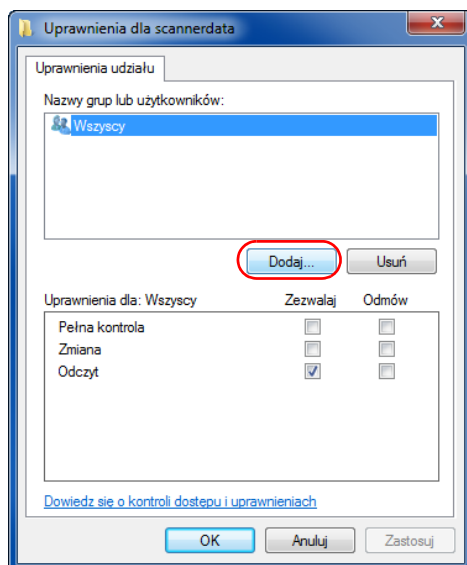 Uprawnienia dla scannerdata
Uprawnienia udziału
Nazwy grup lub użytkowników:
Wszyscy
Dodaj... Usuń
Uprawnienia dla: Wszyscy Zezwalaj Odmów
Pełna kontrola
Zmiana
Odczyt
Dowiedz się o kontroli dostępu i uprawnieniach
OK Anuluj Zastosuj